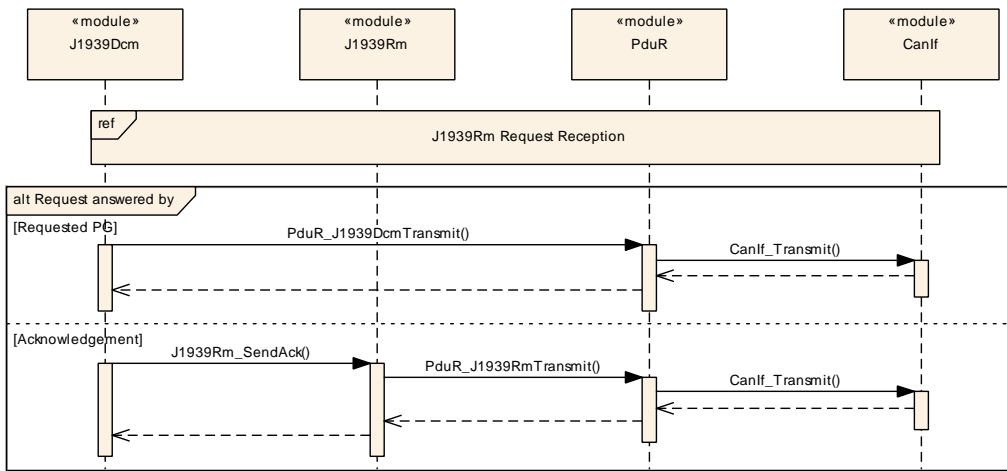 «module»
J1939Dcm
«module»
J1939Rm
«module»
PduR
«module»
CanIf
ref
J1939Rm Request Reception
alt Request answered by
[Requested PG]
PduR_J1939DcmTransmit()
CanIf_Transmit()
[Acknowledgement]
J1939Rm_SendAck()
PduR_J1939RmTransmit()
CanIf_Transmit()